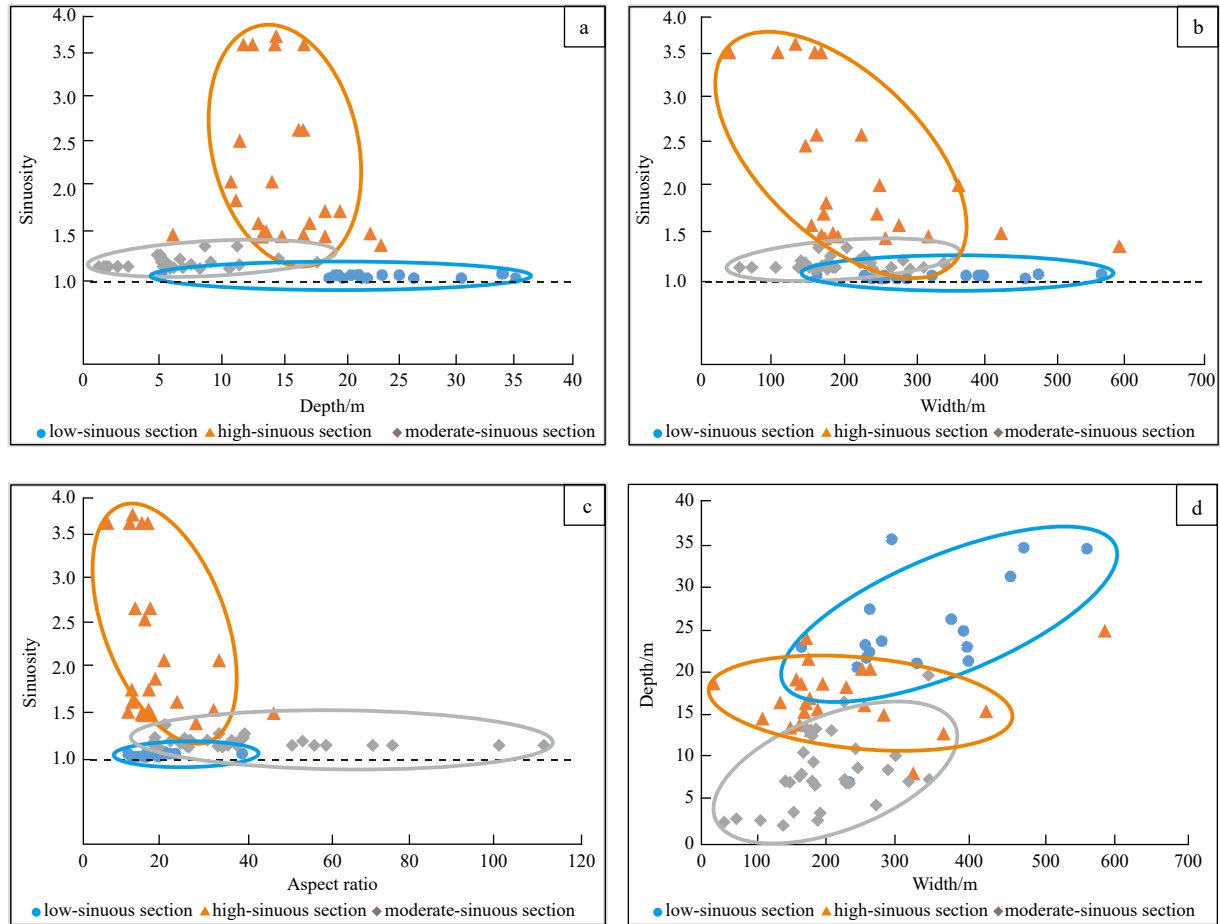 a
4.0
3.5
3.0
2.5
2.0
1.5
1.0
Sinuosity
0 5 10 15 20 25 30 35 40
Depth/m
low-sinuous section high-sinuous section moderate-sinuous section
b
4.0
3.5
3.0
2.5
2.0
1.5
1.0
Sinuosity
0 100 200 300 400 500 600 700
Width/m
low-sinuous section high-sinuous section moderate-sinuous section
c
4.0
3.5
3.0
2.5
2.0
1.5
1.0
Sinuosity
0 20 40 60 80 100 120
Aspect ratio
low-sinuous section high-sinuous section moderate-sinuous section
d
40
35
30
25
20
15
10
5
0
Depth/m
0 100 200 300 400 500 600 700
Width/m
low-sinuous section high-sinuous section moderate-sinuous section